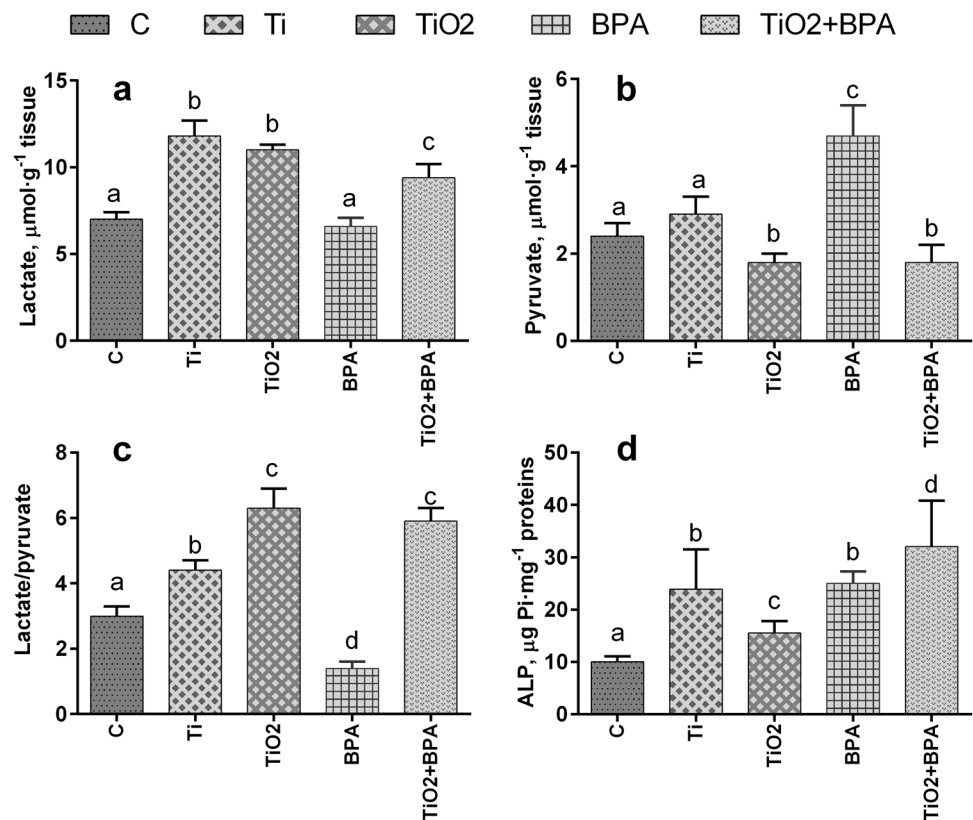 C Ti TiO2 BPA TiO2+BPA
a
Lactate, μmol·g⁻¹ tissue
15
10
5
0
a b b a c
C Ti TiO2 BPA TiO2+BPA
b
Pyruvate, μmol·g⁻¹ tissue
6
4
2
0
a a b c b
C Ti TiO2 BPA TiO2+BPA
c
Lactate/pyruvate
8
6
4
2
0
a b c d c
C Ti TiO2 BPA TiO2+BPA
d
ALP, μg Pi·mg⁻¹ proteins
50
40
30
20
10
0
a b c b d
C Ti TiO2 BPA TiO2+BPA